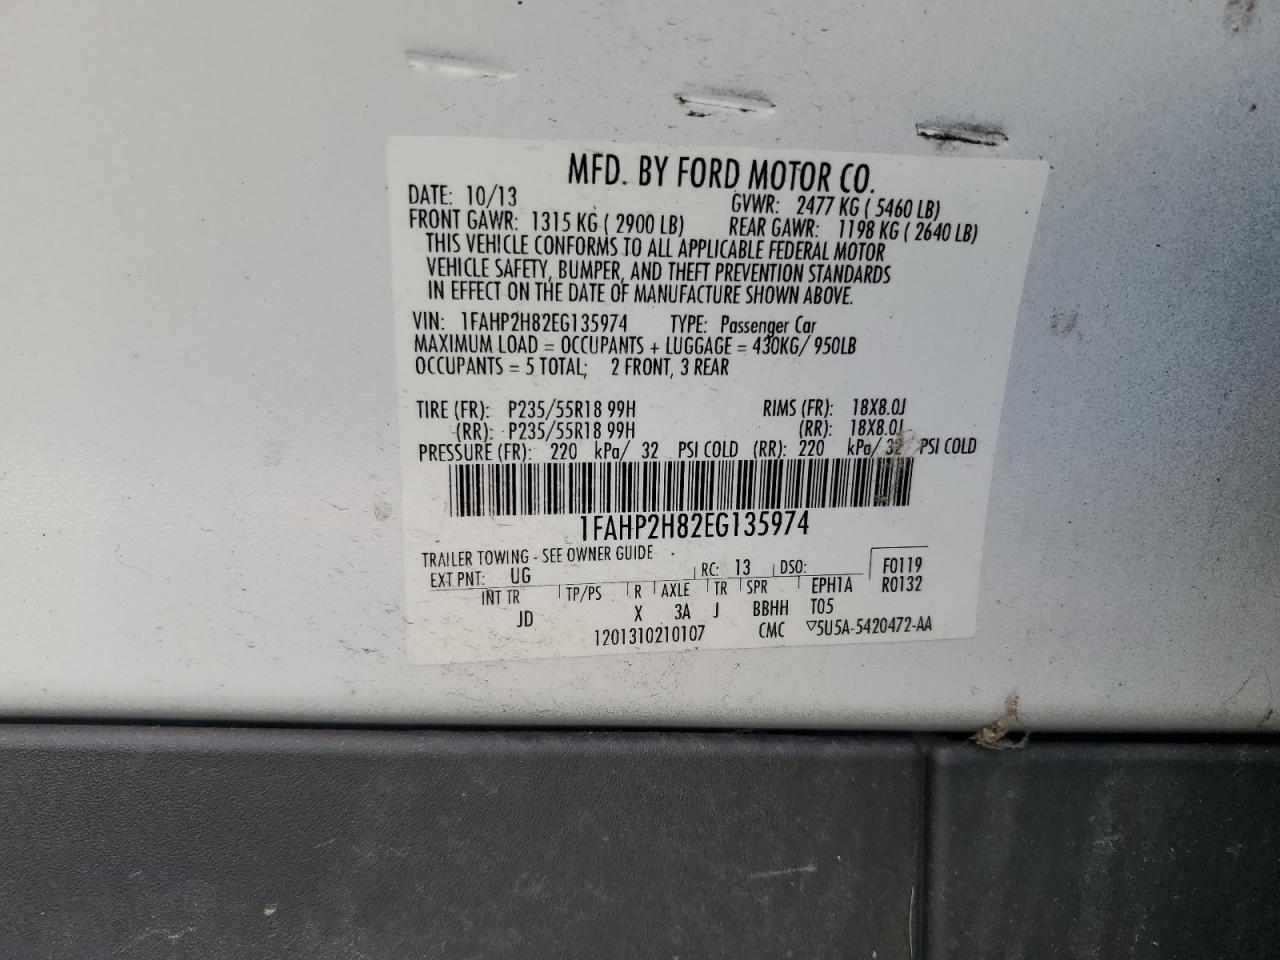 MFD. BY FORD MOTOR CO.
DATE: 10/13 GVWR: 2477 KG ( 5460 LB)
FRONT GAWR: 1315 KG ( 2900 LB) REAR GAWR: 1198 KG ( 2640 LB)
THIS VEHICLE CONFORMS TO ALL APPLICABLE FEDERAL MOTOR
VEHICLE SAFETY, BUMPER, AND THEFT PREVENTION STANDARDS
IN EFFECT ON THE DATE OF MANUFACTURE SHOWN ABOVE.
VIN: 1FAHP2H82EG135974 TYPE: Passenger Car
MAXIMUM LOAD = OCCUPANTS + LUGGAGE = 430KG/ 950LB
OCCUPANTS = 5 TOTAL; 2 FRONT, 3 REAR
TIRE (FR): P235/55R18 99H RIMS (FR): 18X8.0J
(RR): P235/55R18 99H (RR): 18X8.0J
PRESSURE (FR): 220 kPa/ 32 PSI COLD (RR): 220 kPa/ 32 PSI COLD
1FAHP2H82EG135974
TRAILER TOWING - SEE OWNER GUIDE
EXT PNT: UG RC: 13 DSO: F0119
INT TR TP/PS R AXLE TR SPR EPH1A R0132
JD X 3A J BBHH T05
1201310210107 CMC ▽5U5A-5420472-AA